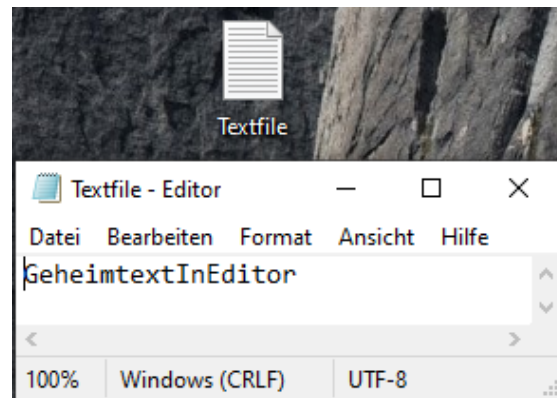 Textfile
Textfile - Editor
Datei Bearbeiten Format Ansicht Hilfe
GeheimtextInEditor
100% Windows (CRLF) UTF-8